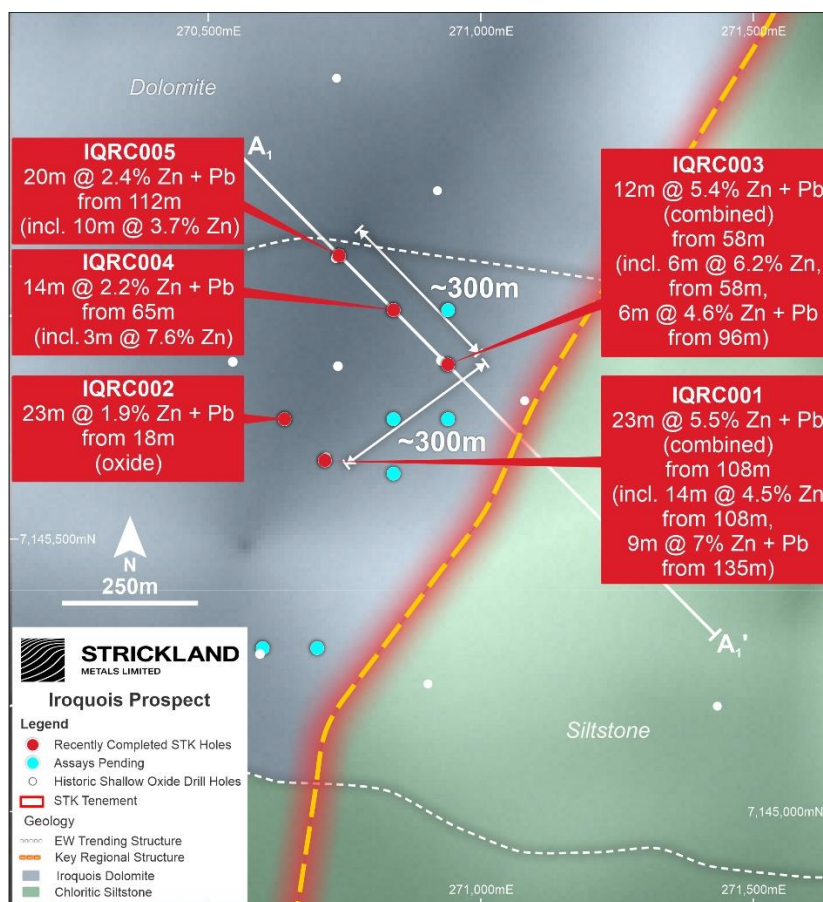 270,500mE
271,000mE
271,500mE
Dolomite
A1
IQRC005
20m @ 2.4% Zn + Pb
from 112m
(incl. 10m @ 3.7% Zn)
IQRC004
14m @ 2.2% Zn + Pb
from 65m
(incl. 3m @ 7.6% Zn)
IQRC002
23m @ 1.9% Zn + Pb
from 18m
(oxide)
IQRC003
12m @ 5.4% Zn + Pb
(combined)
from 58m
(incl. 6m @ 6.2% Zn,
from 58m,
6m @ 4.6% Zn + Pb
from 96m)
IQRC001
23m @ 5.5% Zn + Pb
(combined)
from 108m
(incl. 14m @ 4.5% Zn
from 108m,
9m @ 7% Zn + Pb
from 135m)
~300m
~300m
7,145,500mN
N
250m
A1'
Siltstone
STRICKLAND
METALS LIMITED
Iroquois Prospect
Legend
Recently Completed STK Holes
Assays Pending
Historic Shallow Oxide Drill Holes
STK Tenement
Geology
EW Trending Structure
Key Regional Structure
Iroquois Dolomite
Chloritic Siltstone
7,145,000mN
271,000mE
271,500mE